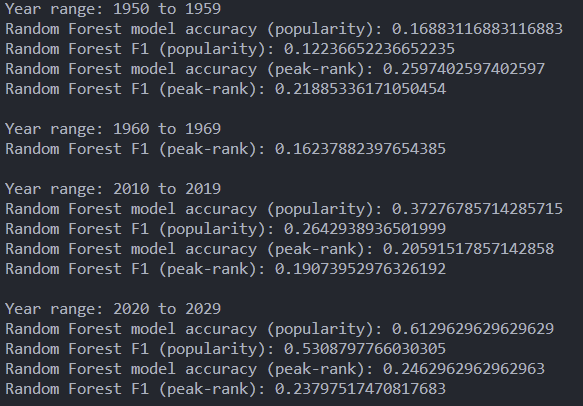 Year range: 1950 to 1959
Random Forest model accuracy (popularity): 0.16883116883116883
Random Forest F1 (popularity): 0.12236652236652235
Random Forest model accuracy (peak-rank): 0.2597402597402597
Random Forest F1 (peak-rank): 0.21885336171050454
Year range: 1960 to 1969
Random Forest F1 (peak-rank): 0.16237882397654385
Year range: 2010 to 2019
Random Forest model accuracy (popularity): 0.37276785714285715
Random Forest F1 (popularity): 0.2642938936501999
Random Forest model accuracy (peak-rank): 0.20591517857142858
Random Forest F1 (peak-rank): 0.19073952976326192
Year range: 2020 to 2029
Random Forest model accuracy (popularity): 0.6129629629629629
Random Forest F1 (popularity): 0.5308797766030305
Random Forest model accuracy (peak-rank): 0.2462962962962963
Random Forest F1 (peak-rank): 0.23797517470817683